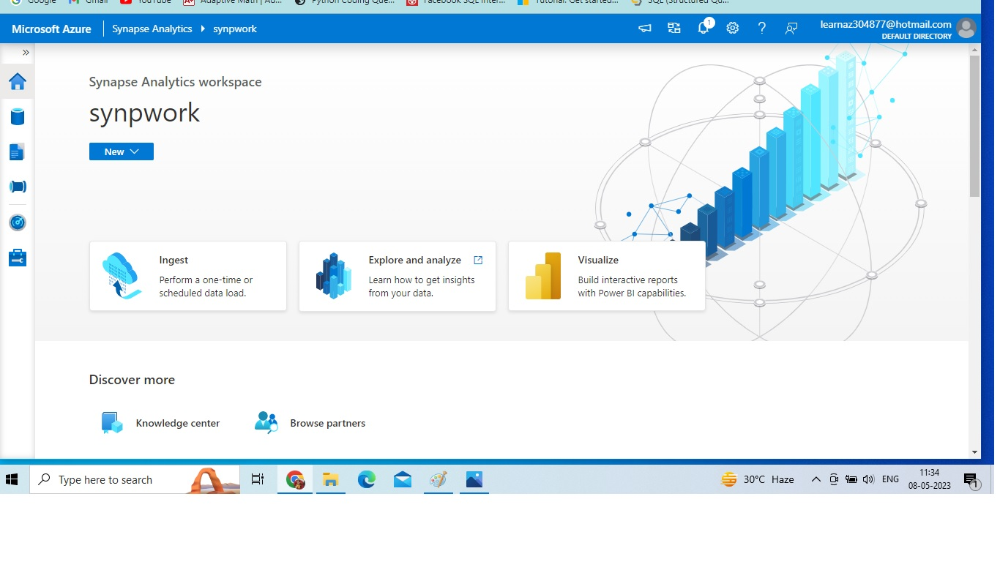 Google Gmail YouTube Adaptive Math | Ad... Python Coding Que... Facebook SQL Inter... Tutorial: Get started... SQL (Structured Qu...
Microsoft Azure Synapse Analytics synpwork 1 learnaz304877@hotmail.com
DEFAULT DIRECTORY
Synapse Analytics workspace
synpwork
New
Ingest
Perform a one-time or
scheduled data load.
Explore and analyze
Learn how to get insights
from your data.
Visualize
Build interactive reports
with Power BI capabilities.
Discover more
Knowledge center Browse partners
Type here to search 30°C Haze ENG 11:34
08-05-2023 1